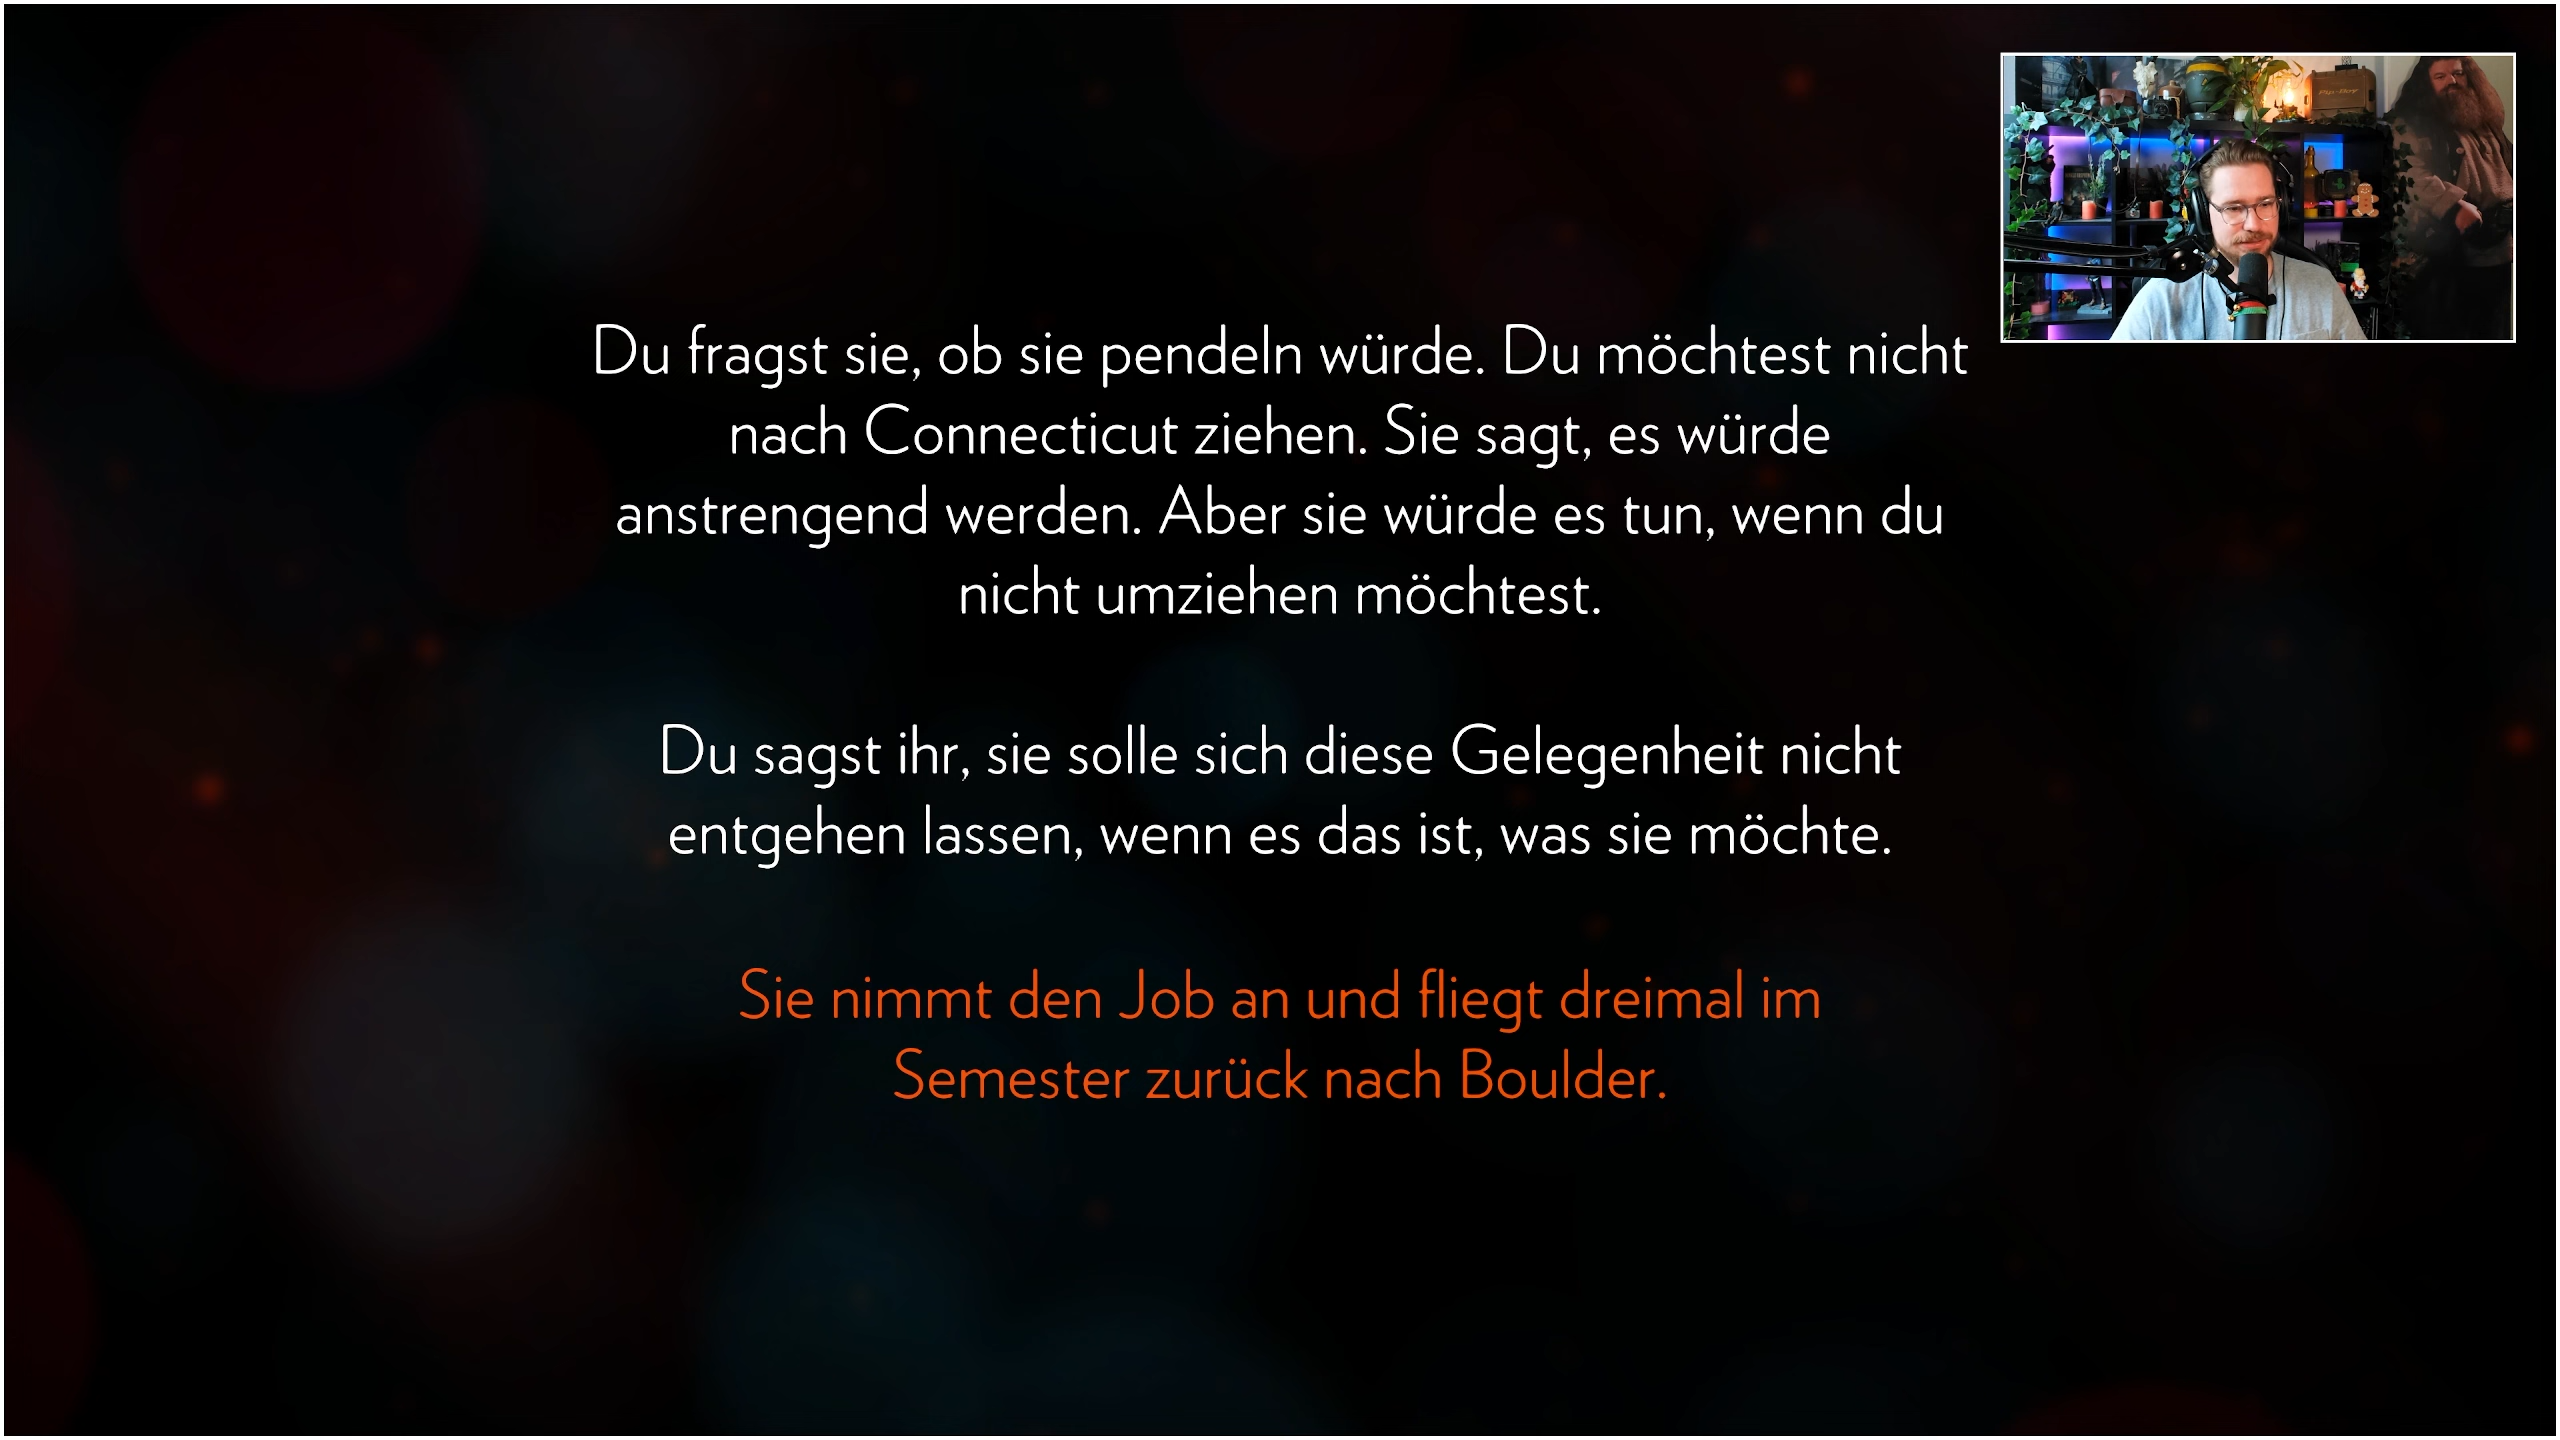 Du fragst sie, ob sie pendeln würde. Du möchtest nicht
nach Connecticut ziehen. Sie sagt, es würde
anstrengend werden. Aber sie würde es tun, wenn du
nicht umziehen möchtest.
Du sagst ihr, sie solle sich diese Gelegenheit nicht
entgehen lassen, wenn es das ist, was sie möchte.
Sie nimmt den Job an und fliegt dreimal im
Semester zurück nach Boulder.
Pip-Boy